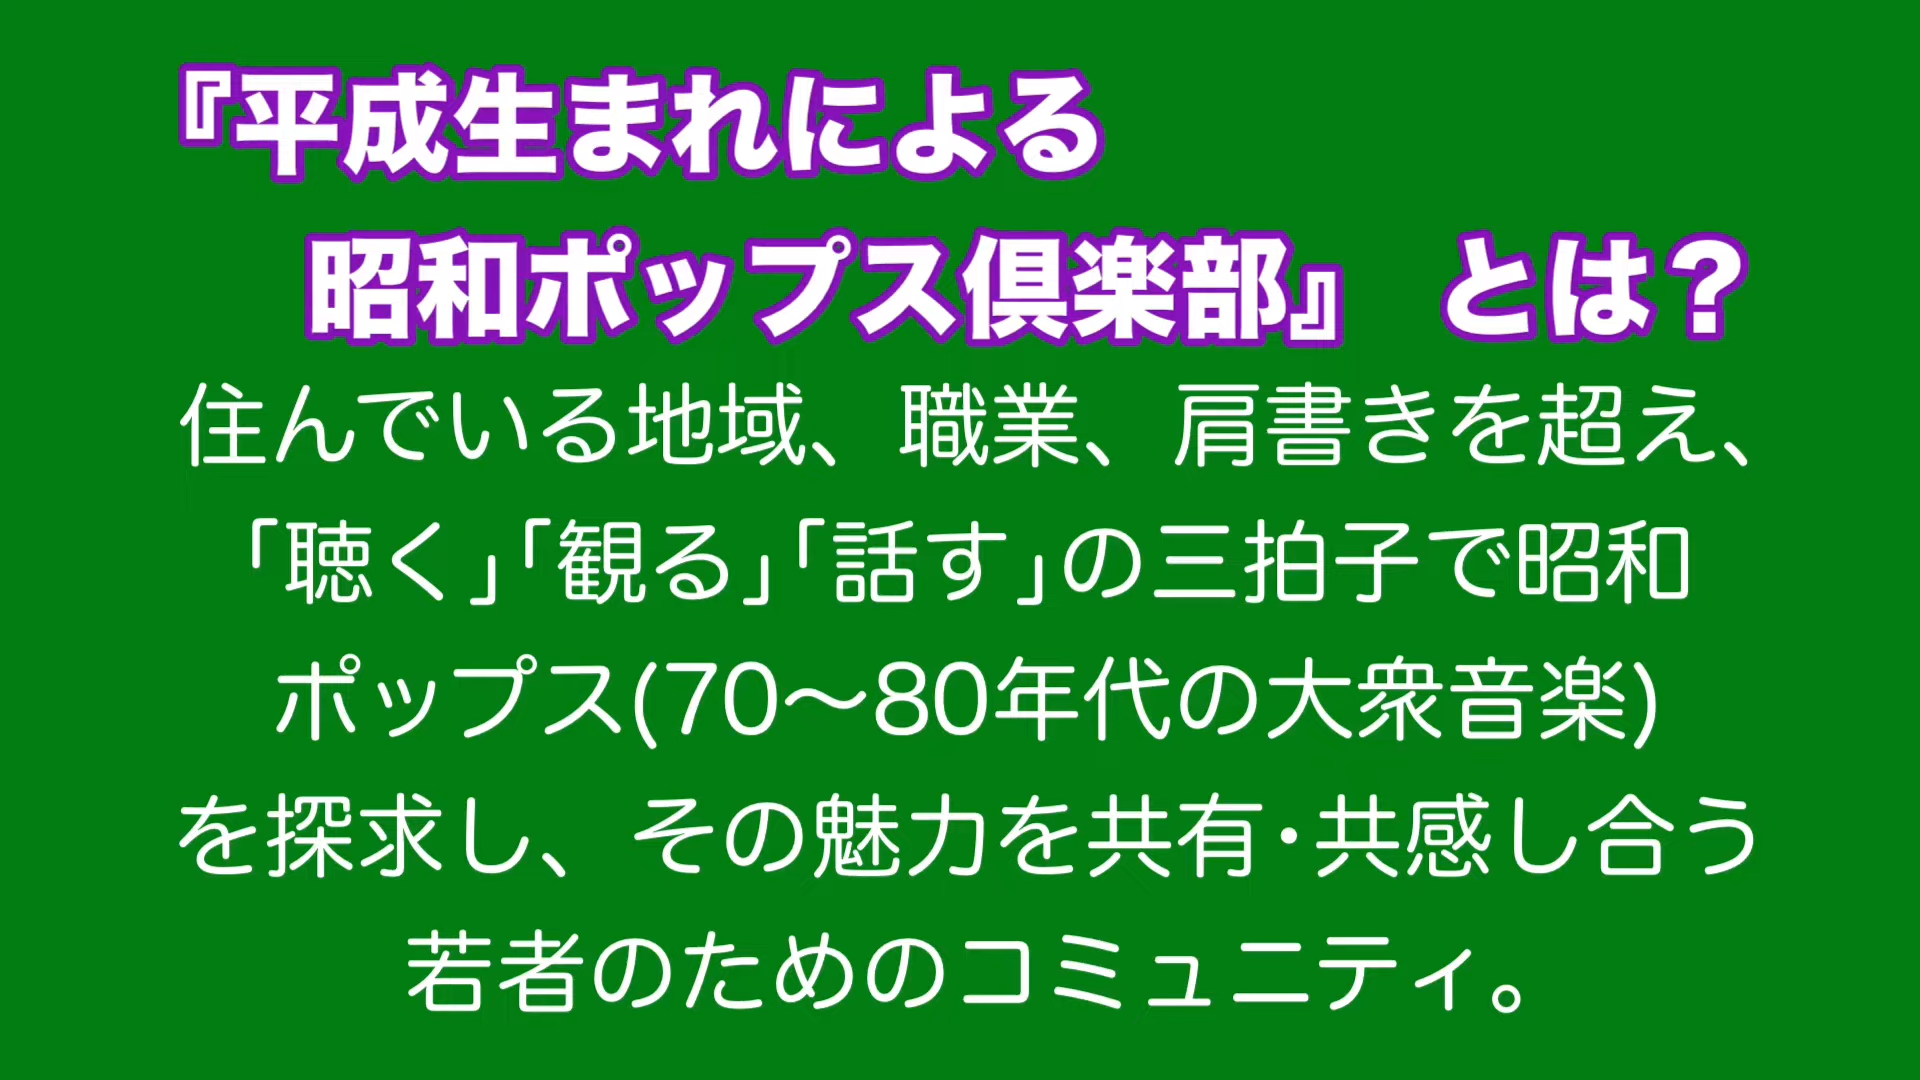 『平成生まれによる
昭和ポップス倶楽部』 とは?
住んでいる地域、職業、肩書きを超え、
「聴く」「観る」「話す」の三拍子で昭和
ポップス(70〜80年代の大衆音楽)
を探求し、その魅力を共有・共感し合う
若者のためのコミュニティ。